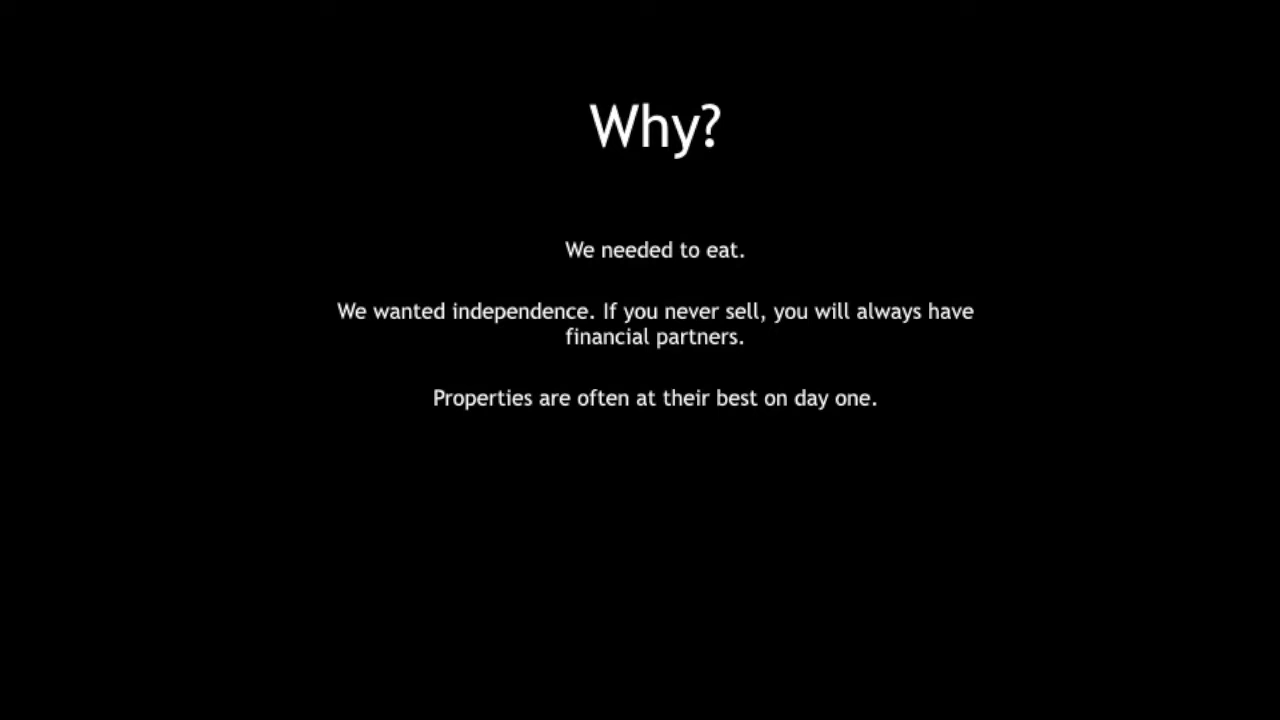 Why?
We needed to eat.
We wanted independence. If you never sell, you will always have
financial partners.
Properties are often at their best on day one.